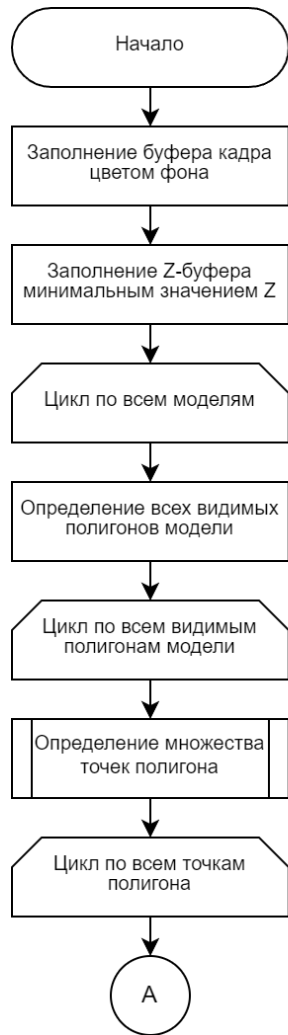 Начало
Заполнение буфера кадра
цветом фона
Заполнение Z-буфера
минимальным значением Z
Цикл по всем моделям
Определение всех видимых
полигонов модели
Цикл по всем видимым
полигонам модели
Определение множества
точек полигона
Цикл по всем точкам
полигона
А